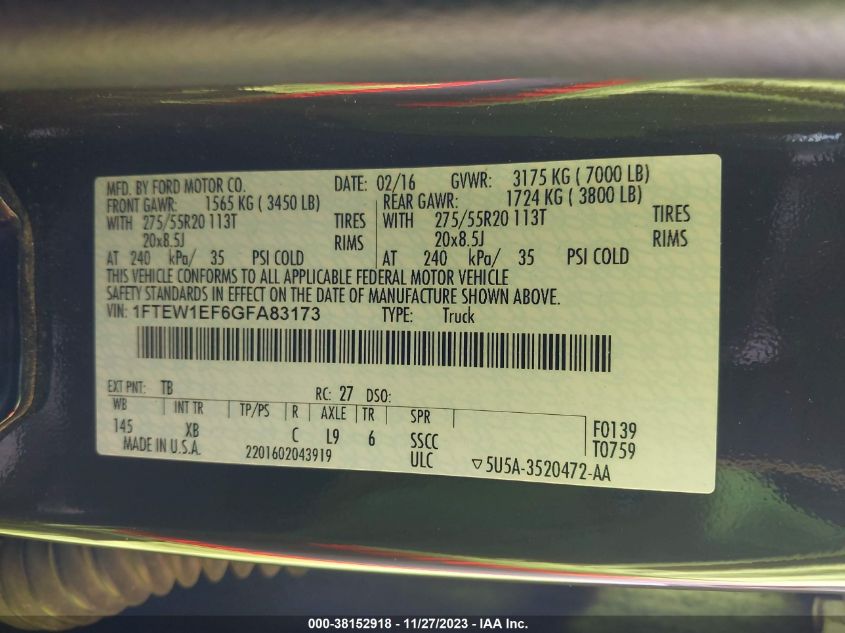 MFD. BY FORD MOTOR CO. DATE: 02/16 GVWR: 3175 KG ( 7000 LB)
FRONT GAWR: 1565 KG ( 3450 LB) REAR GAWR: 1724 KG ( 3800 LB)
WITH 275/55R20 113T TIRES WITH 275/55R20 113T TIRES
20x8.5J RIMS 20x8.5J RIMS
AT 240 kPa/ 35 PSI COLD AT 240 kPa/ 35 PSI COLD
THIS VEHICLE CONFORMS TO ALL APPLICABLE FEDERAL MOTOR VEHICLE
SAFETY STANDARDS IN EFFECT ON THE DATE OF MANUFACTURE SHOWN ABOVE.
VIN: 1FTEW1EF6GFA83173 TYPE: Truck
EXT PNT: TB RC: 27 DSO:
WB INT TR TP/PS R AXLE TR SPR
145 XB C L9 6 SSCC F0139
MADE IN U.S.A. 2201602043919 ULC T0759
▽5U5A-3520472-AA
000-38152918 - 11/27/2023 - IAA Inc.